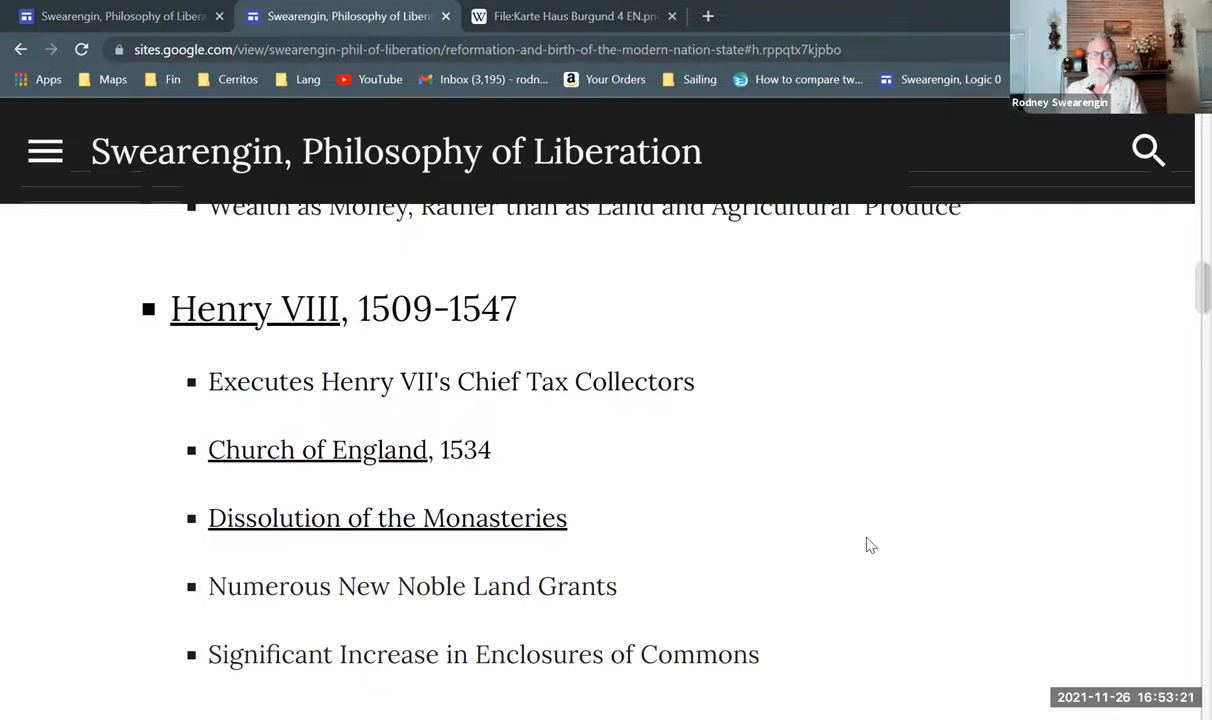 Swearengin, Philosophy of Libera
Swearengin, Philosophy of Libera
File:Karte Haus Burgund 4 EN.pn
sites.google.com/view/swearengin-phil-of-liberation/reformation-and-birth-of-the-modern-nation-state#h.rppqtx7kjpbo
Apps Maps Fin Cerritos Lang YouTube Inbox (3,195) - rodn... Your Orders Sailing How to compare tw... Swearengin, Logic 0
Rodney Swearengin
Swearengin, Philosophy of Liberation
Wealth as Money, Rather than as Land and Agricultural Produce
Henry VIII, 1509-1547
Executes Henry VII's Chief Tax Collectors
Church of England, 1534
Dissolution of the Monasteries
Numerous New Noble Land Grants
Significant Increase in Enclosures of Commons
2021-11-26 16:53:21